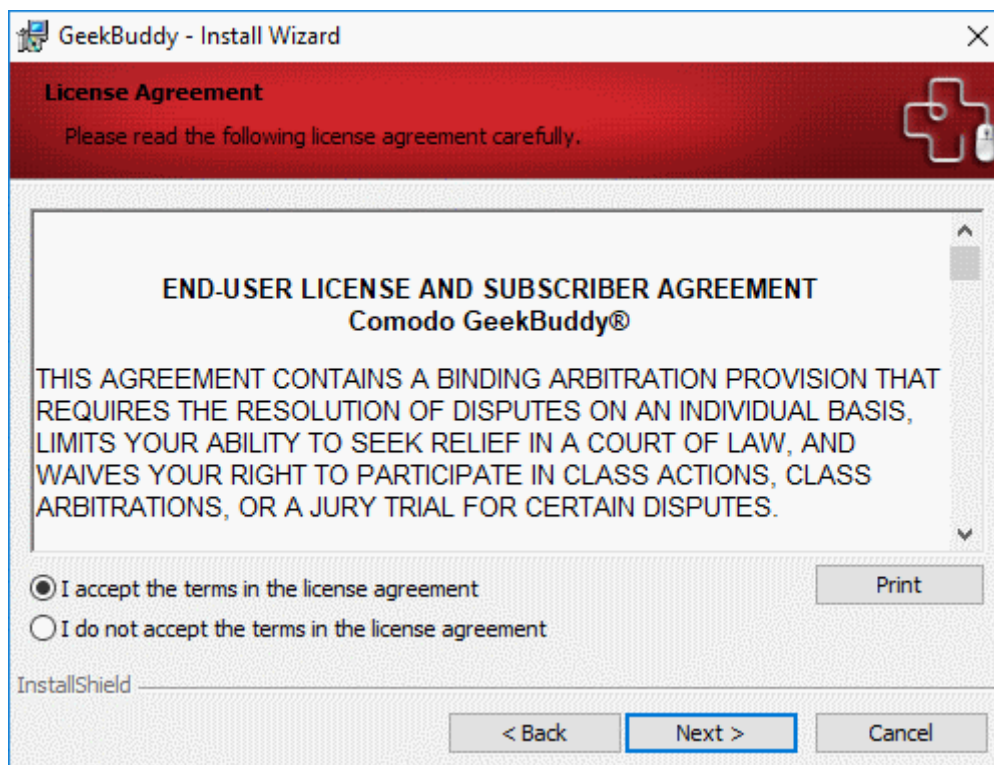 GeekBuddy - Install Wizard
License Agreement
Please read the following license agreement carefully.
END-USER LICENSE AND SUBSCRIBER AGREEMENT
Comodo GeekBuddy®
THIS AGREEMENT CONTAINS A BINDING ARBITRATION PROVISION THAT
REQUIRES THE RESOLUTION OF DISPUTES ON AN INDIVIDUAL BASIS,
LIMITS YOUR ABILITY TO SEEK RELIEF IN A COURT OF LAW, AND
WAIVES YOUR RIGHT TO PARTICIPATE IN CLASS ACTIONS, CLASS
ARBITRATIONS, OR A JURY TRIAL FOR CERTAIN DISPUTES.
I accept the terms in the license agreement
Print
I do not accept the terms in the license agreement
InstallShield
< Back
Next >
Cancel